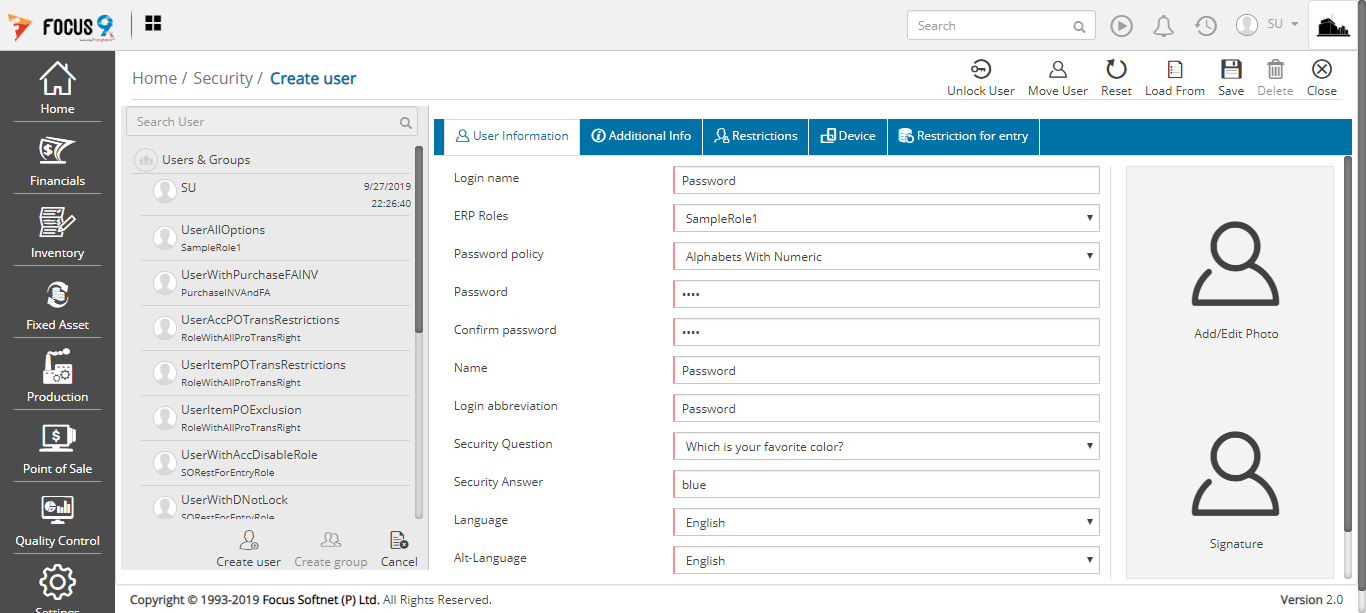 FOCUS 9
Search
SU
Home / Security / Create user
Unlock User
Move User
Reset
Load From
Save
Delete
Close
Home
Financials
Inventory
Fixed Asset
Production
Point of Sale
Quality Control
Settings
Search User
Users & Groups
SU
9/27/2019
22:26:40
UserAllOptions
SampleRole1
UserWithPurchaseFAINV
PurchaseINVAndFA
UserAccPOTransRestrictions
RoleWithAllProTransRight
UserItemPOTransRestrictions
RoleWithAllProTransRight
UserItemPOExclusion
RoleWithAllProTransRight
UserWithAccDisableRole
SORestForEntryRole
UserWithDNotLock
SORestForEntryRole
Create user
Create group
Cancel
User Information
Additional Info
Restrictions
Device
Restriction for entry
Login name
Password
ERP Roles
SampleRole1
Password policy
Alphabets With Numeric
Password
••••
Confirm password
••••
Name
Password
Login abbreviation
Password
Security Question
Which is your favorite color?
Security Answer
blue
Language
English
Alt-Language
English
Add/Edit Photo
Signature
Copyright © 1993-2019 Focus Softnet (P) Ltd. All Rights Reserved.
Version 2.0